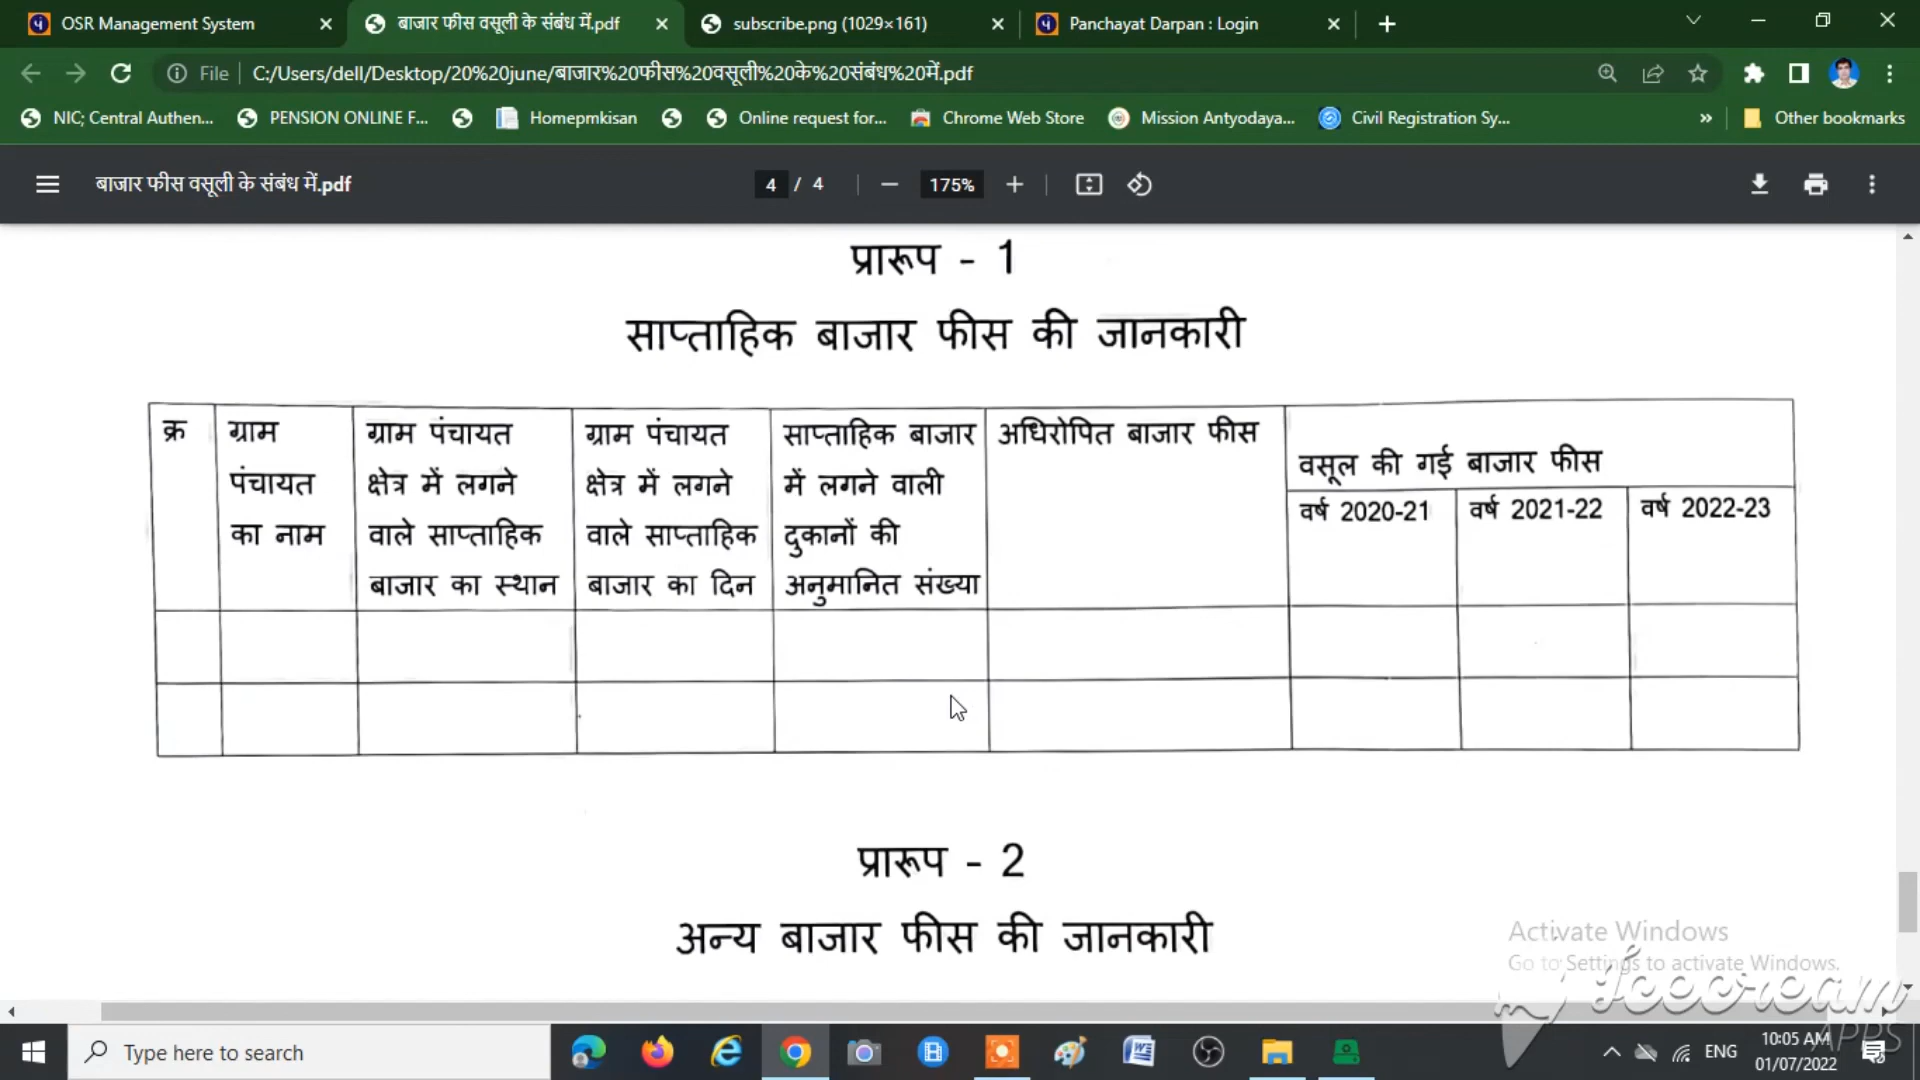 OSR Management System
बाजार फीस वसूली के संबंध में.pdf
subscribe.png (1029×161)
Panchayat Darpan : Login
File
C:/Users/dell/Desktop/20%20june/बाजार%20फीस%20वसूली%20के%20संबंध%20में.pdf
NIC; Central Authen...
PENSION ONLINE F...
Homepmkisan
Online request for...
Chrome Web Store
Mission Antyodaya...
Civil Registration Sy...
»
Other bookmarks
बाजार फीस वसूली के संबंध में.pdf
4 / 4
175%
प्रारूप - 1
साप्ताहिक बाजार फीस की जानकारी
क्र
ग्राम
पंचायत
का नाम
ग्राम पंचायत
क्षेत्र में लगने
वाले साप्ताहिक
बाजार का स्थान
ग्राम पंचायत
क्षेत्र में लगने
वाले साप्ताहिक
बाजार का दिन
साप्ताहिक बाजार
में लगने वाली
दुकानों की
अनुमानित संख्या
अधिरोपित बाजार फीस
वसूल की गई बाजार फीस
वर्ष 2020-21
वर्ष 2021-22
वर्ष 2022-23
प्रारूप - 2
अन्य बाजार फीस की जानकारी
Activate Windows
Go to Settings to activate Windows.
Icecream
APPS
Type here to search
ENG
10:05 AM
01/07/2022